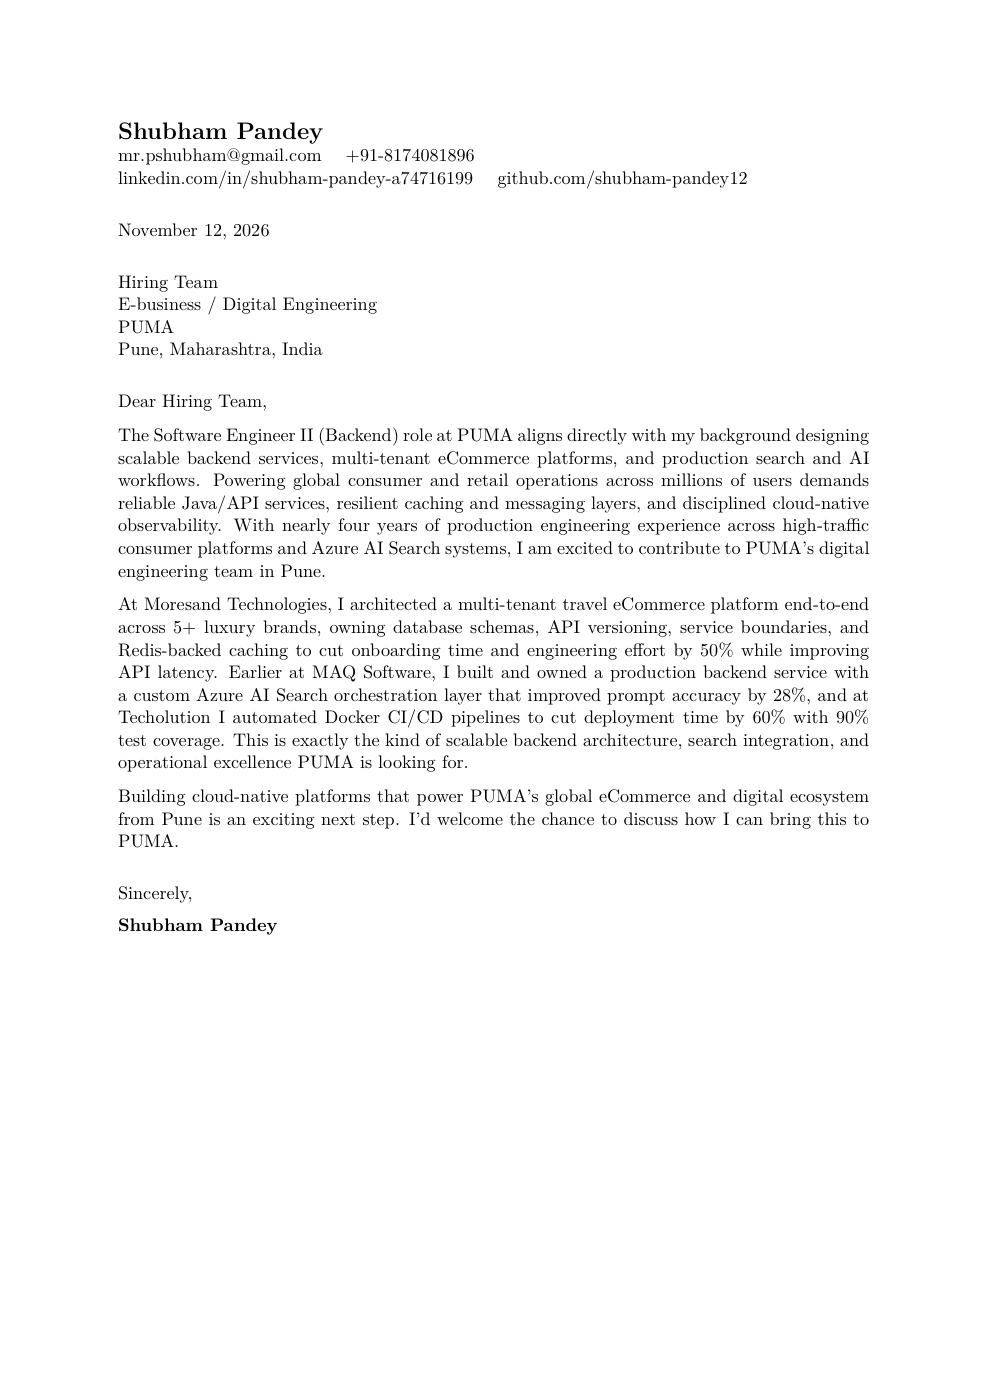 Shubham Pandey
mr.pshubham@gmail.com +91-8174081896
linkedin.com/in/shubham-pandey-a74716199 github.com/shubham-pandey12
November 12, 2026
Hiring Team
E-business / Digital Engineering
PUMA
Pune, Maharashtra, India
Dear Hiring Team,
The Software Engineer II (Backend) role at PUMA aligns directly with my background designing
scalable backend services, multi-tenant eCommerce platforms, and production search and AI
workflows. Powering global consumer and retail operations across millions of users demands
reliable Java/API services, resilient caching and messaging layers, and disciplined cloud-native
observability. With nearly four years of production engineering experience across high-traffic
consumer platforms and Azure AI Search systems, I am excited to contribute to PUMA's digital
engineering team in Pune.
At Moresand Technologies, I architected a multi-tenant travel eCommerce platform end-to-end
across 5+ luxury brands, owning database schemas, API versioning, service boundaries, and
Redis-backed caching to cut onboarding time and engineering effort by 50% while improving
API latency. Earlier at MAQ Software, I built and owned a production backend service with
a custom Azure AI Search orchestration layer that improved prompt accuracy by 28%, and at
Techolution I automated Docker CI/CD pipelines to cut deployment time by 60% with 90%
test coverage. This is exactly the kind of scalable backend architecture, search integration, and
operational excellence PUMA is looking for.
Building cloud-native platforms that power PUMA's global eCommerce and digital ecosystem
from Pune is an exciting next step. I'd welcome the chance to discuss how I can bring this to
PUMA.
Sincerely,
Shubham Pandey